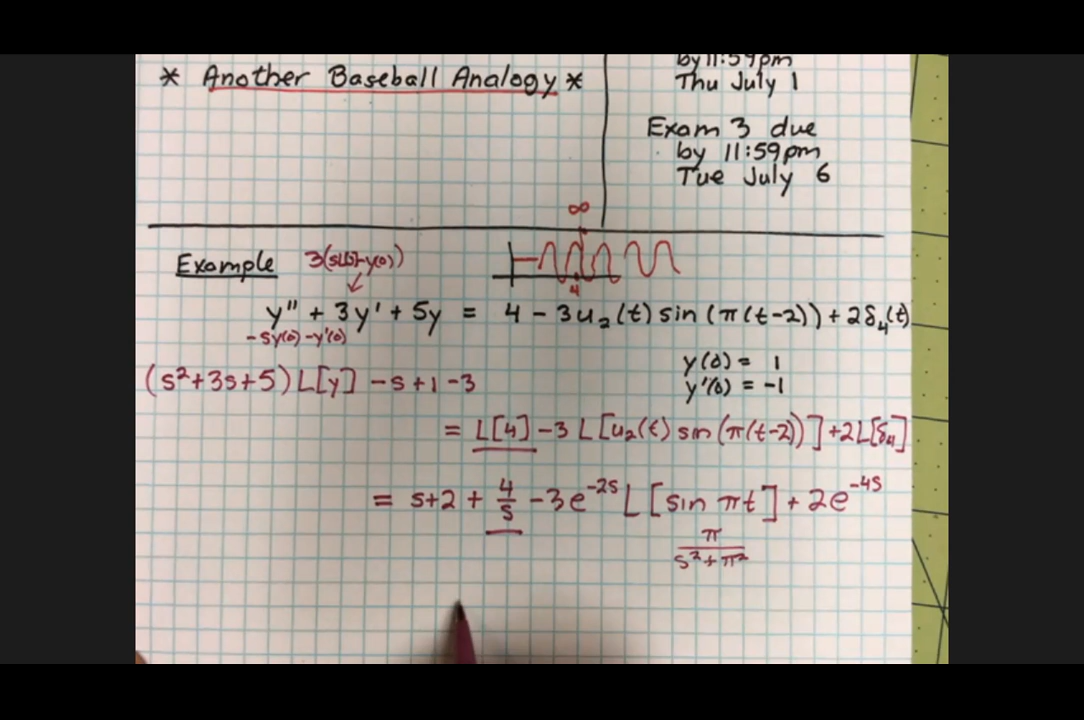 * Another Baseball Analogy *
by 11:59pm
Thu July 1
Exam 3 due
by 11:59pm
Tue July 6
∞
4
Example 3(sL[y]-y(0))
y'' + 3y' + 5y = 4 - 3u₂(t) sin(π(t-2)) + 2δ₄(t)
-sy(0) -y'(0)
y(0) = 1
y'(0) = -1
(s²+3s+5) L[y] - s + 1 - 3
= L[4] - 3 L[u₂(t) sin(π(t-2))] + 2L[δ₄]
= s+2 + 4/s - 3e⁻²ˢ L[sin πt] + 2e⁻⁴ˢ
π/(s²+π²)